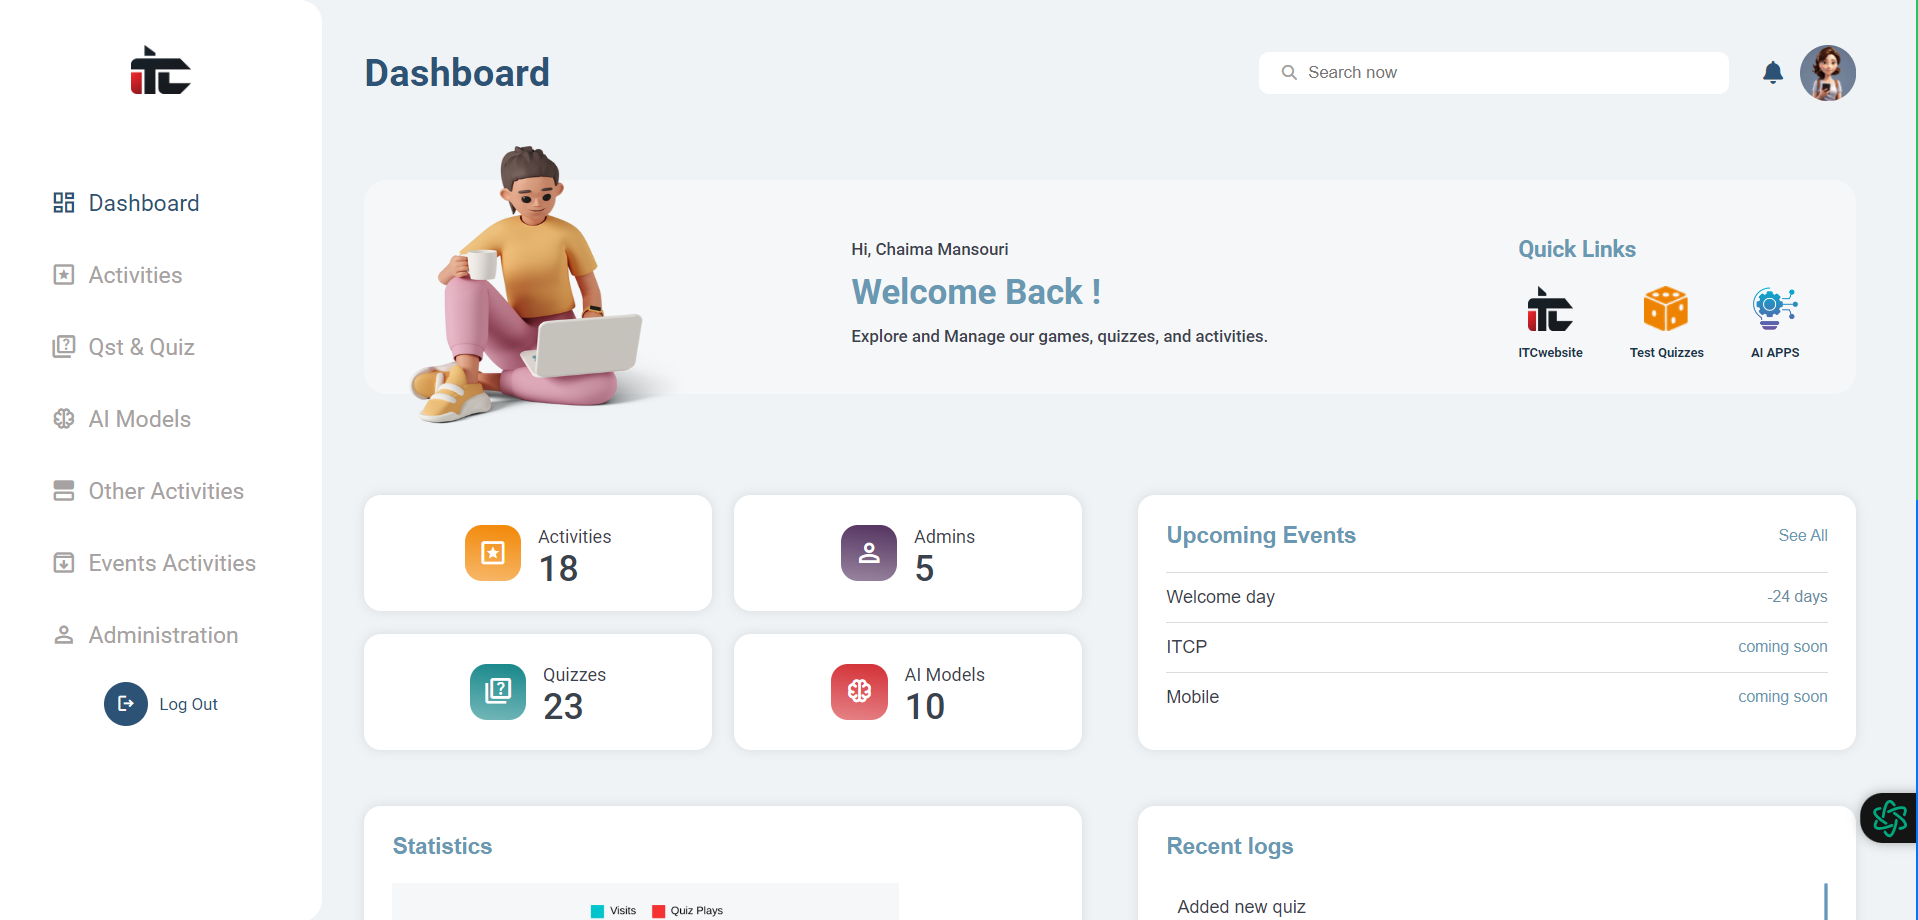 iTC
Dashboard
Activities
Qst & Quiz
AI Models
Other Activities
Events Activities
Administration
Log Out
Dashboard
Search now
Hi, Chaima Mansouri
Welcome Back !
Explore and Manage our games, quizzes, and activities.
Quick Links
iTC
ITCwebsite
Test Quizzes
AI APPS
Activities
18
Admins
5
Quizzes
23
AI Models
10
Upcoming Events
See All
Welcome day
-24 days
ITCP
coming soon
Mobile
coming soon
Statistics
Visits
Quiz Plays
Recent logs
Added new quiz